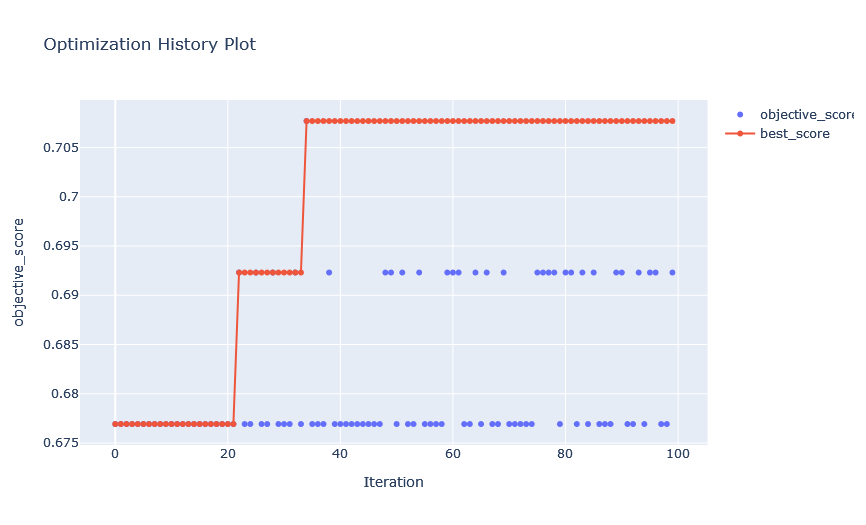 Optimization History Plot
objective_score
best_score
0.705
0.7
0.695
0.69
0.685
0.68
0.675
objective_score
0
20
40
60
80
100
Iteration